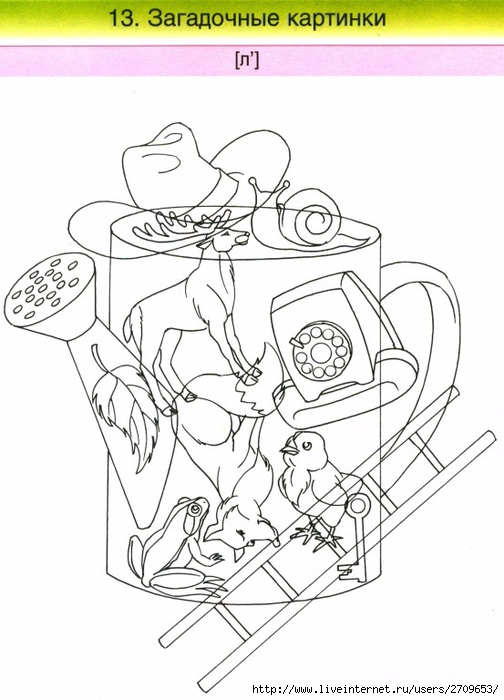 13. Загадочные картинки
[л']
http://www.liveinternet.ru/users/2709653/